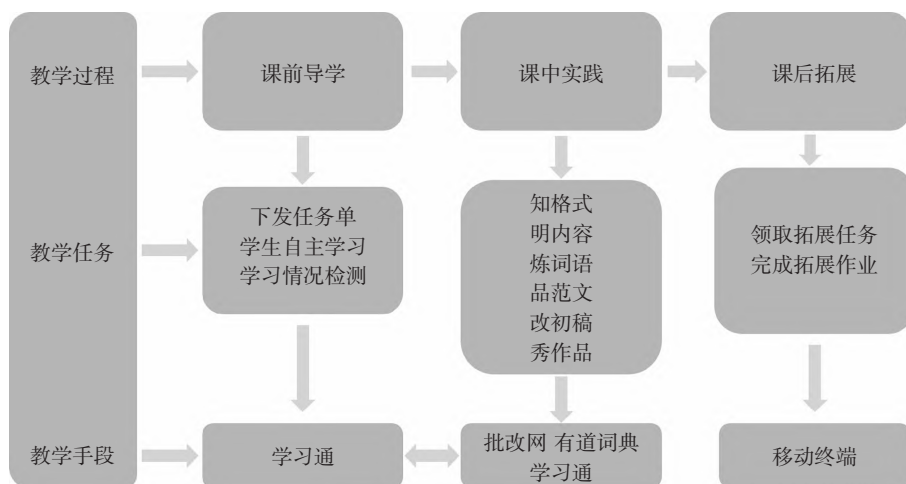 教学过程
课前导学
课中实践
课后拓展
教学任务
下发任务单
学生自主学习
学习情况检测
知格式
明内容
炼词语
品范文
改初稿
秀作品
领取拓展任务
完成拓展作业
教学手段
学习通
批改网 有道词典
学习通
移动终端